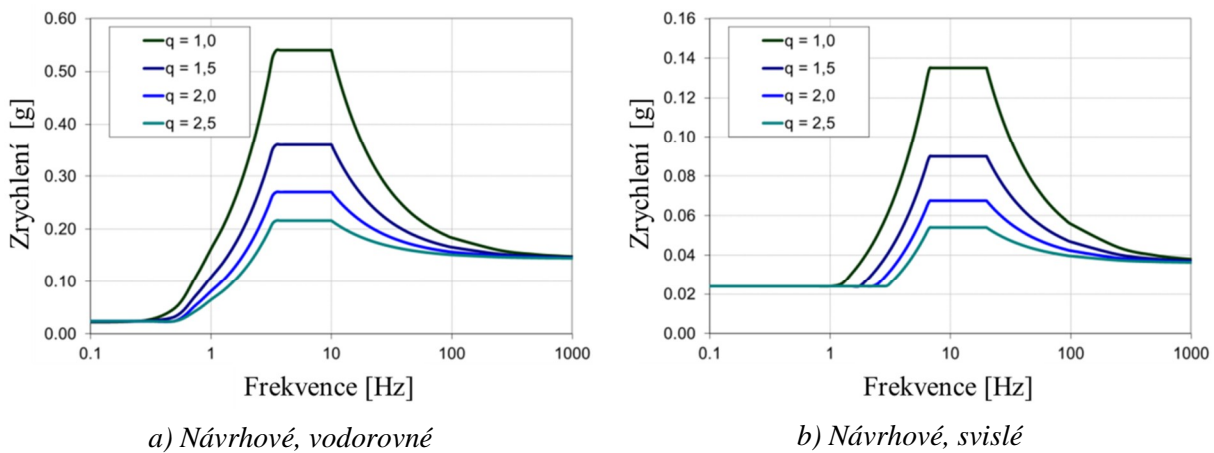 0.60
0.50
0.40
0.30
0.20
0.10
0.00
0.1
1
10
100
1000
Zrychlení [g]
Frekvence [Hz]
q = 1,0
q = 1,5
q = 2,0
q = 2,5
a) Návrhové, vodorovné
0.16
0.14
0.12
0.10
0.08
0.06
0.04
0.02
0.00
0.1
1
10
100
1000
Zrychlení [g]
Frekvence [Hz]
q = 1,0
q = 1,5
q = 2,0
q = 2,5
b) Návrhové, svislé